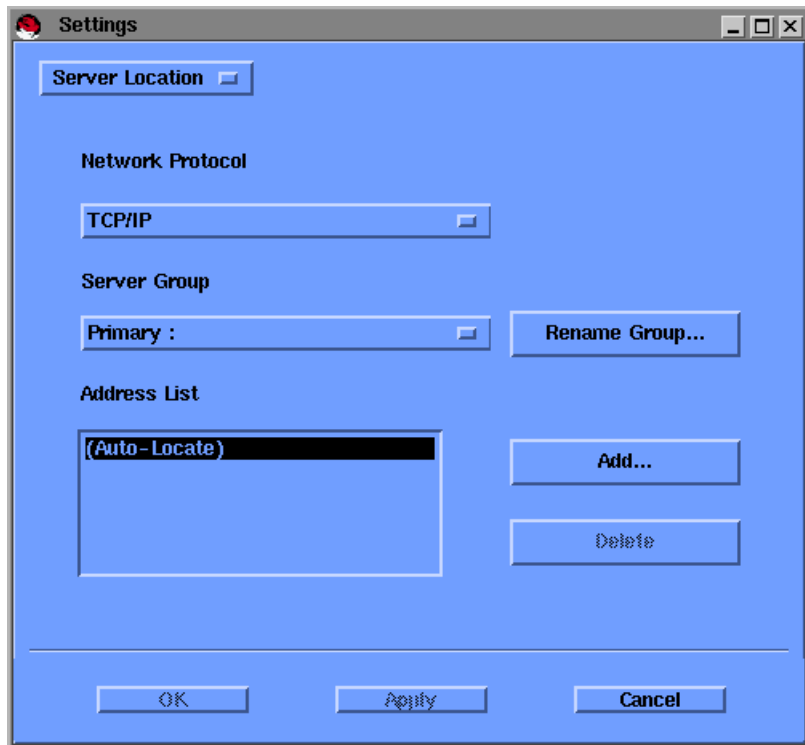 Settings
Server Location
Network Protocol
TCP/IP
Server Group
Primary :
Rename Group...
Address List
(Auto-Locate)
Add...
Delete
OK
Apply
Cancel